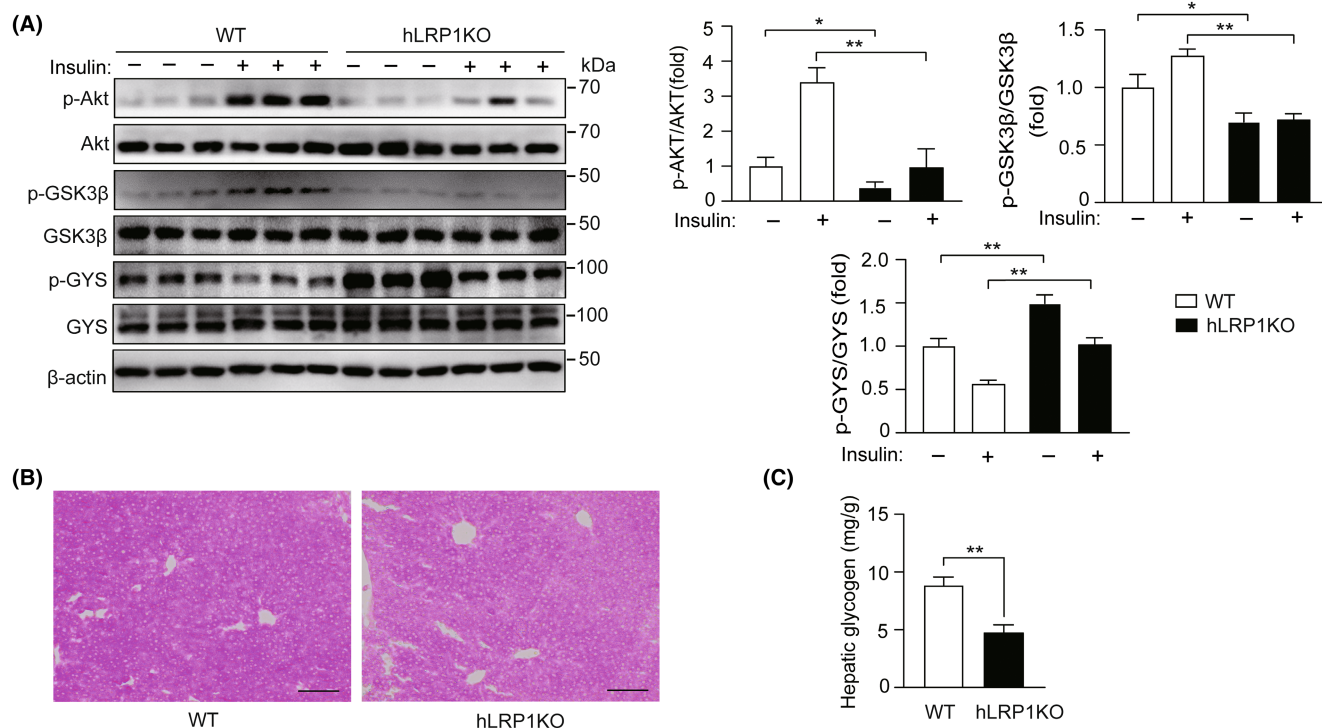 (A)
WT hLRP1KO
Insulin: − − − + + + − − − + + + kDa
p-Akt −70
Akt −70
p-GSK3β −50
GSK3β −50
p-GYS −100
GYS −100
β-actin −50
p-AKT/AKT(fold)
5
4
3
2
1
0
* **
Insulin: − + − +
p-GSK3β/GSK3β
(fold)
1.5
1.0
0.5
0
* **
Insulin: − + − +
p-GYS/GYS (fold)
2.0
1.5
1.0
0.5
0
** **
Insulin: − + − +
WT
hLRP1KO
(B)
WT hLRP1KO
(C)
Hepatic glycogen (mg/g)
15
10
5
0
**
WT hLRP1KO